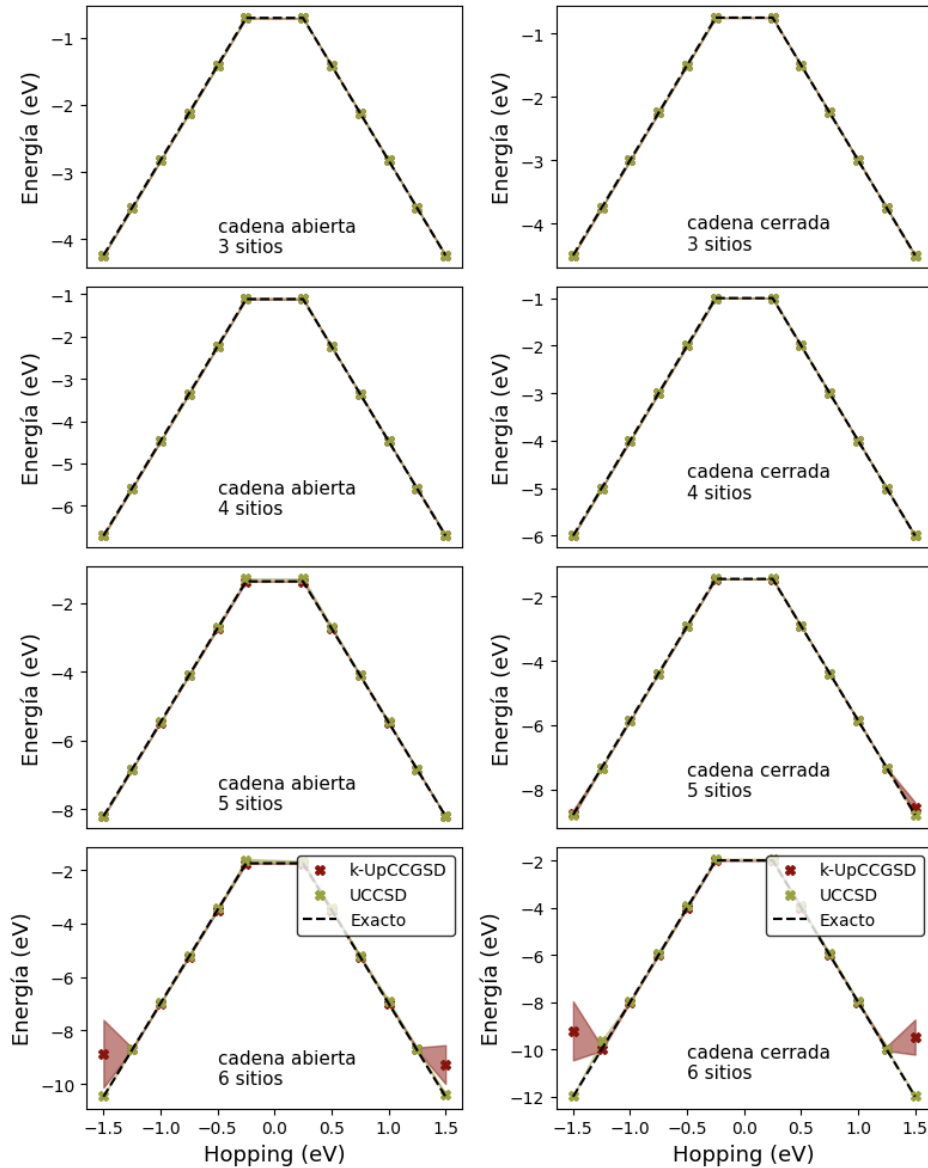 −1
−2
−3
−4
Energía (eV)
cadena abierta
3 sitios
−1
−2
−3
−4
Energía (eV)
cadena cerrada
3 sitios
−1
−2
−3
−4
−5
−6
Energía (eV)
cadena abierta
4 sitios
−1
−2
−3
−4
−5
−6
Energía (eV)
cadena cerrada
4 sitios
−2
−4
−6
−8
Energía (eV)
cadena abierta
5 sitios
−2
−4
−6
−8
Energía (eV)
cadena cerrada
5 sitios
−2
−4
−6
−8
−10
Energía (eV)
k-UpCCGSD
UCCSD
Exacto
cadena abierta
6 sitios
−1.5 −1.0 −0.5 0.0 0.5 1.0 1.5
Hopping (eV)
−2
−4
−6
−8
−10
−12
Energía (eV)
k-UpCCGSD
UCCSD
Exacto
cadena cerrada
6 sitios
−1.5 −1.0 −0.5 0.0 0.5 1.0 1.5
Hopping (eV)